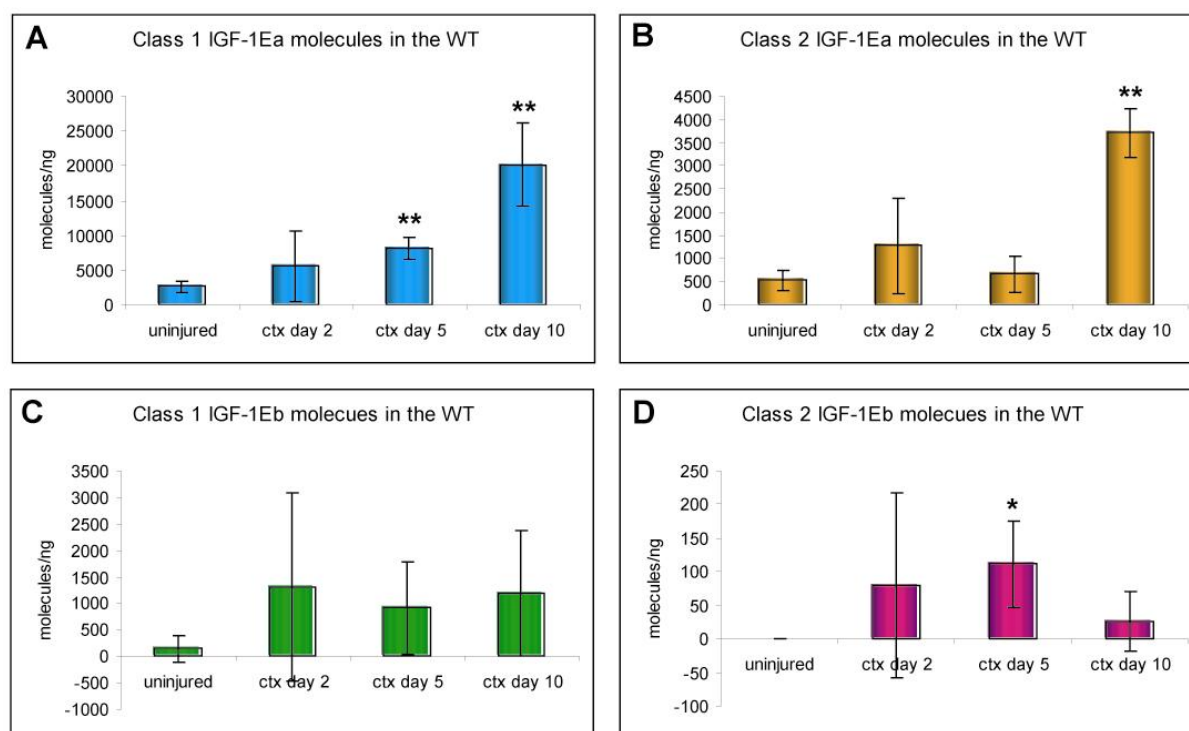 A
Class 1 IGF-1Ea molecules in the WT
molecules/ng
30000
25000
20000
15000
10000
5000
0
**
**
uninjured ctx day 2 ctx day 5 ctx day 10
B
Class 2 IGF-1Ea molecules in the WT
molecules/ng
4500
4000
3500
3000
2500
2000
1500
1000
500
0
**
uninjured ctx day 2 ctx day 5 ctx day 10
C
Class 1 IGF-1Eb molecues in the WT
molecules/ng
3500
3000
2500
2000
1500
1000
500
0
-500
-1000
uninjured ctx day 2 ctx day 5 ctx day 10
D
Class 2 IGF-1Eb molecues in the WT
molecules/ng
250
200
150
100
50
0
-50
-100
*
uninjured ctx day 2 ctx day 5 ctx day 10